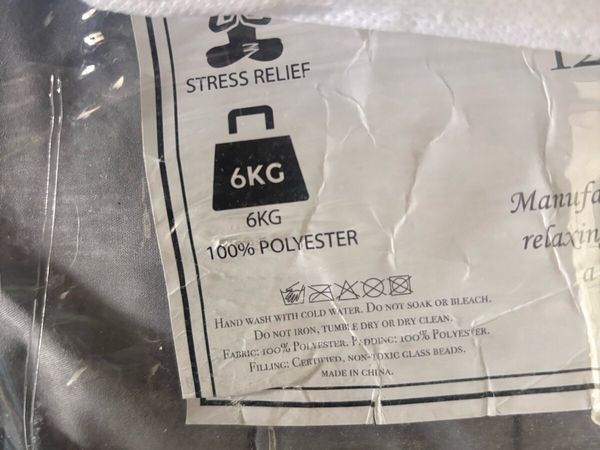 STRESS RELIEF
6KG
6KG
100% POLYESTER
Manufa
relaxin
a
HAND WASH WITH COLD WATER. DO NOT SOAK OR BLEACH.
DO NOT IRON, TUMBLE DRY OR DRY CLEAN.
FABRIC: 100% POLYESTER. PADDING: 100% POLYESTER.
FILLING: CERTIFIED, NON-TOXIC GLASS BEADS.
MADE IN CHINA.